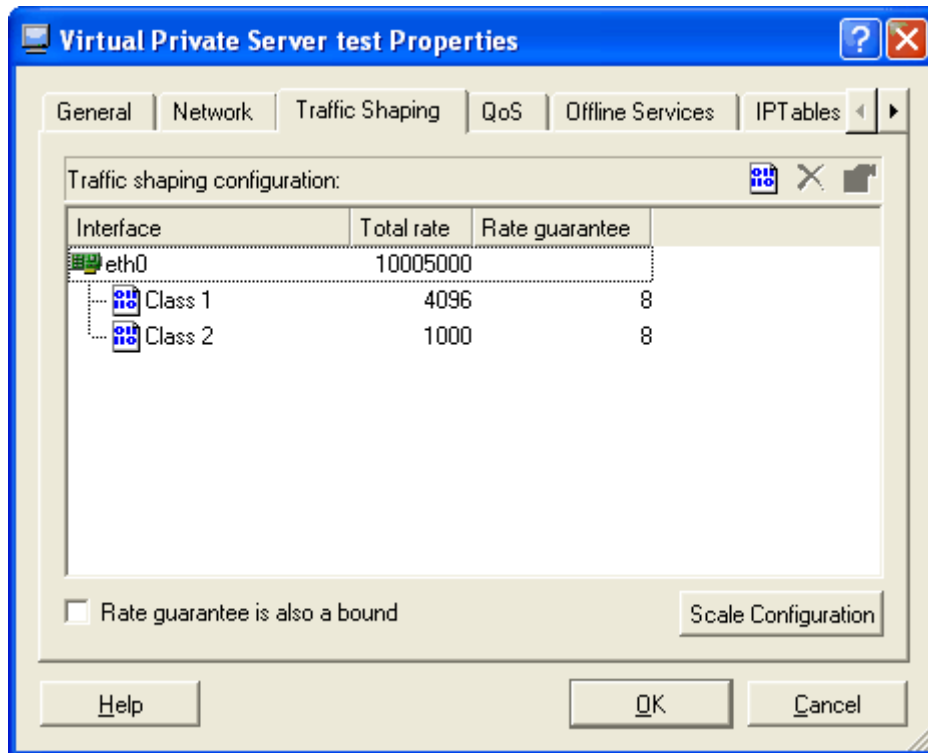 Virtual Private Server test Properties
General Network Traffic Shaping QoS Offline Services IPTables
Traffic shaping configuration:
Interface Total rate Rate guarantee
eth0 10005000
Class 1 4096 8
Class 2 1000 8
Rate guarantee is also a bound Scale Configuration
Help OK Cancel